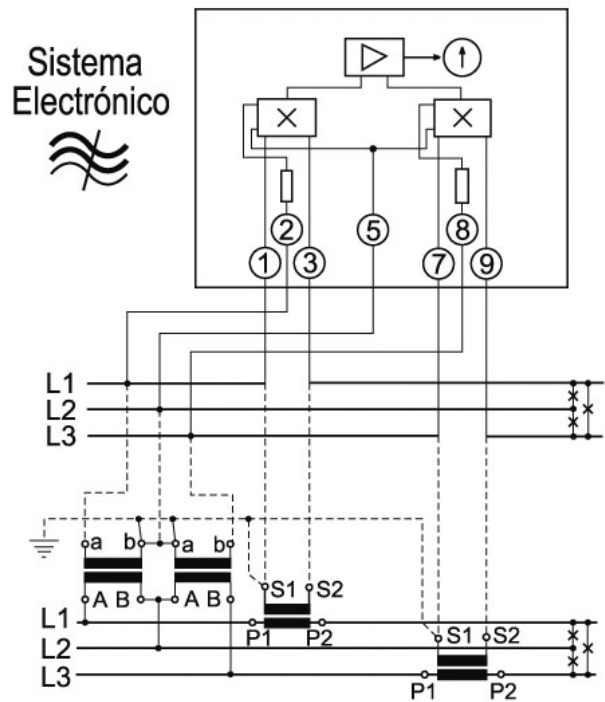 Sistema
Electrónico
2 5 8
1 3 7 9
L1
L2
L3
a b a b
A B A B S1 S2
L1
P1 P2 S1 S2
L2
L3
P1 P2